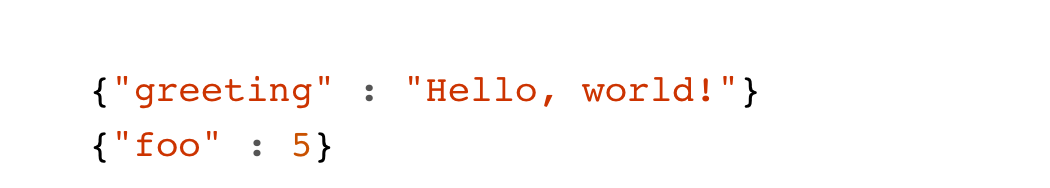 {"greeting" : "Hello, world!"}
{"foo" : 5}